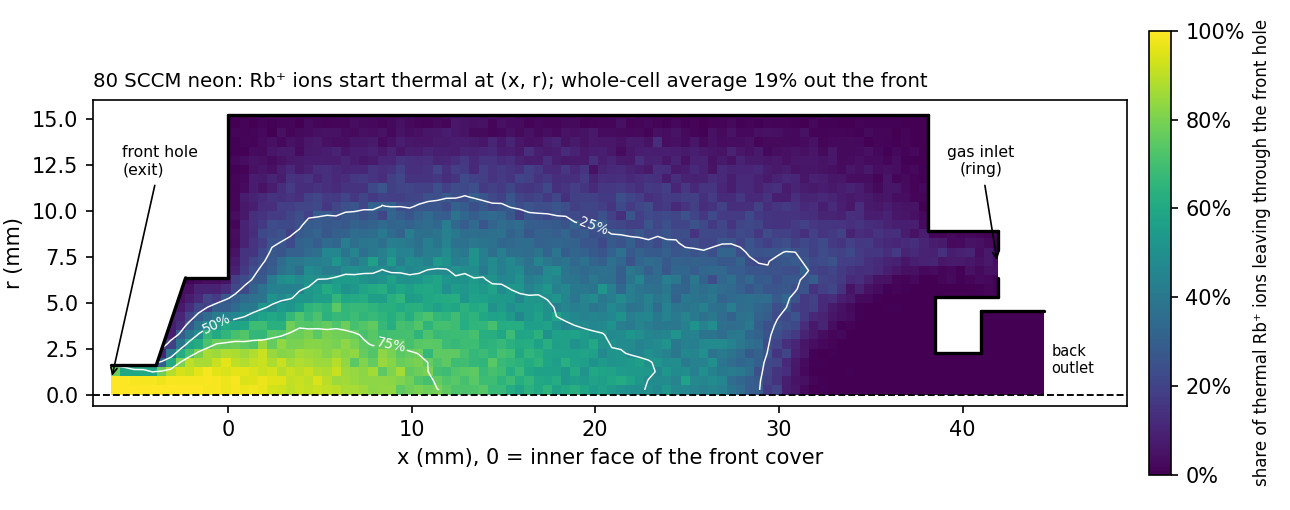 80 SCCM neon: Rb⁺ ions start thermal at (x, r); whole-cell average 19% out the front
front hole
(exit)
gas inlet
(ring)
back
outlet
25%
50%
75%
15.0
12.5
10.0
7.5
5.0
2.5
0.0
r (mm)
0
10
20
30
40
x (mm), 0 = inner face of the front cover
100%
80%
60%
40%
20%
0%
share of thermal Rb⁺ ions leaving through the front hole